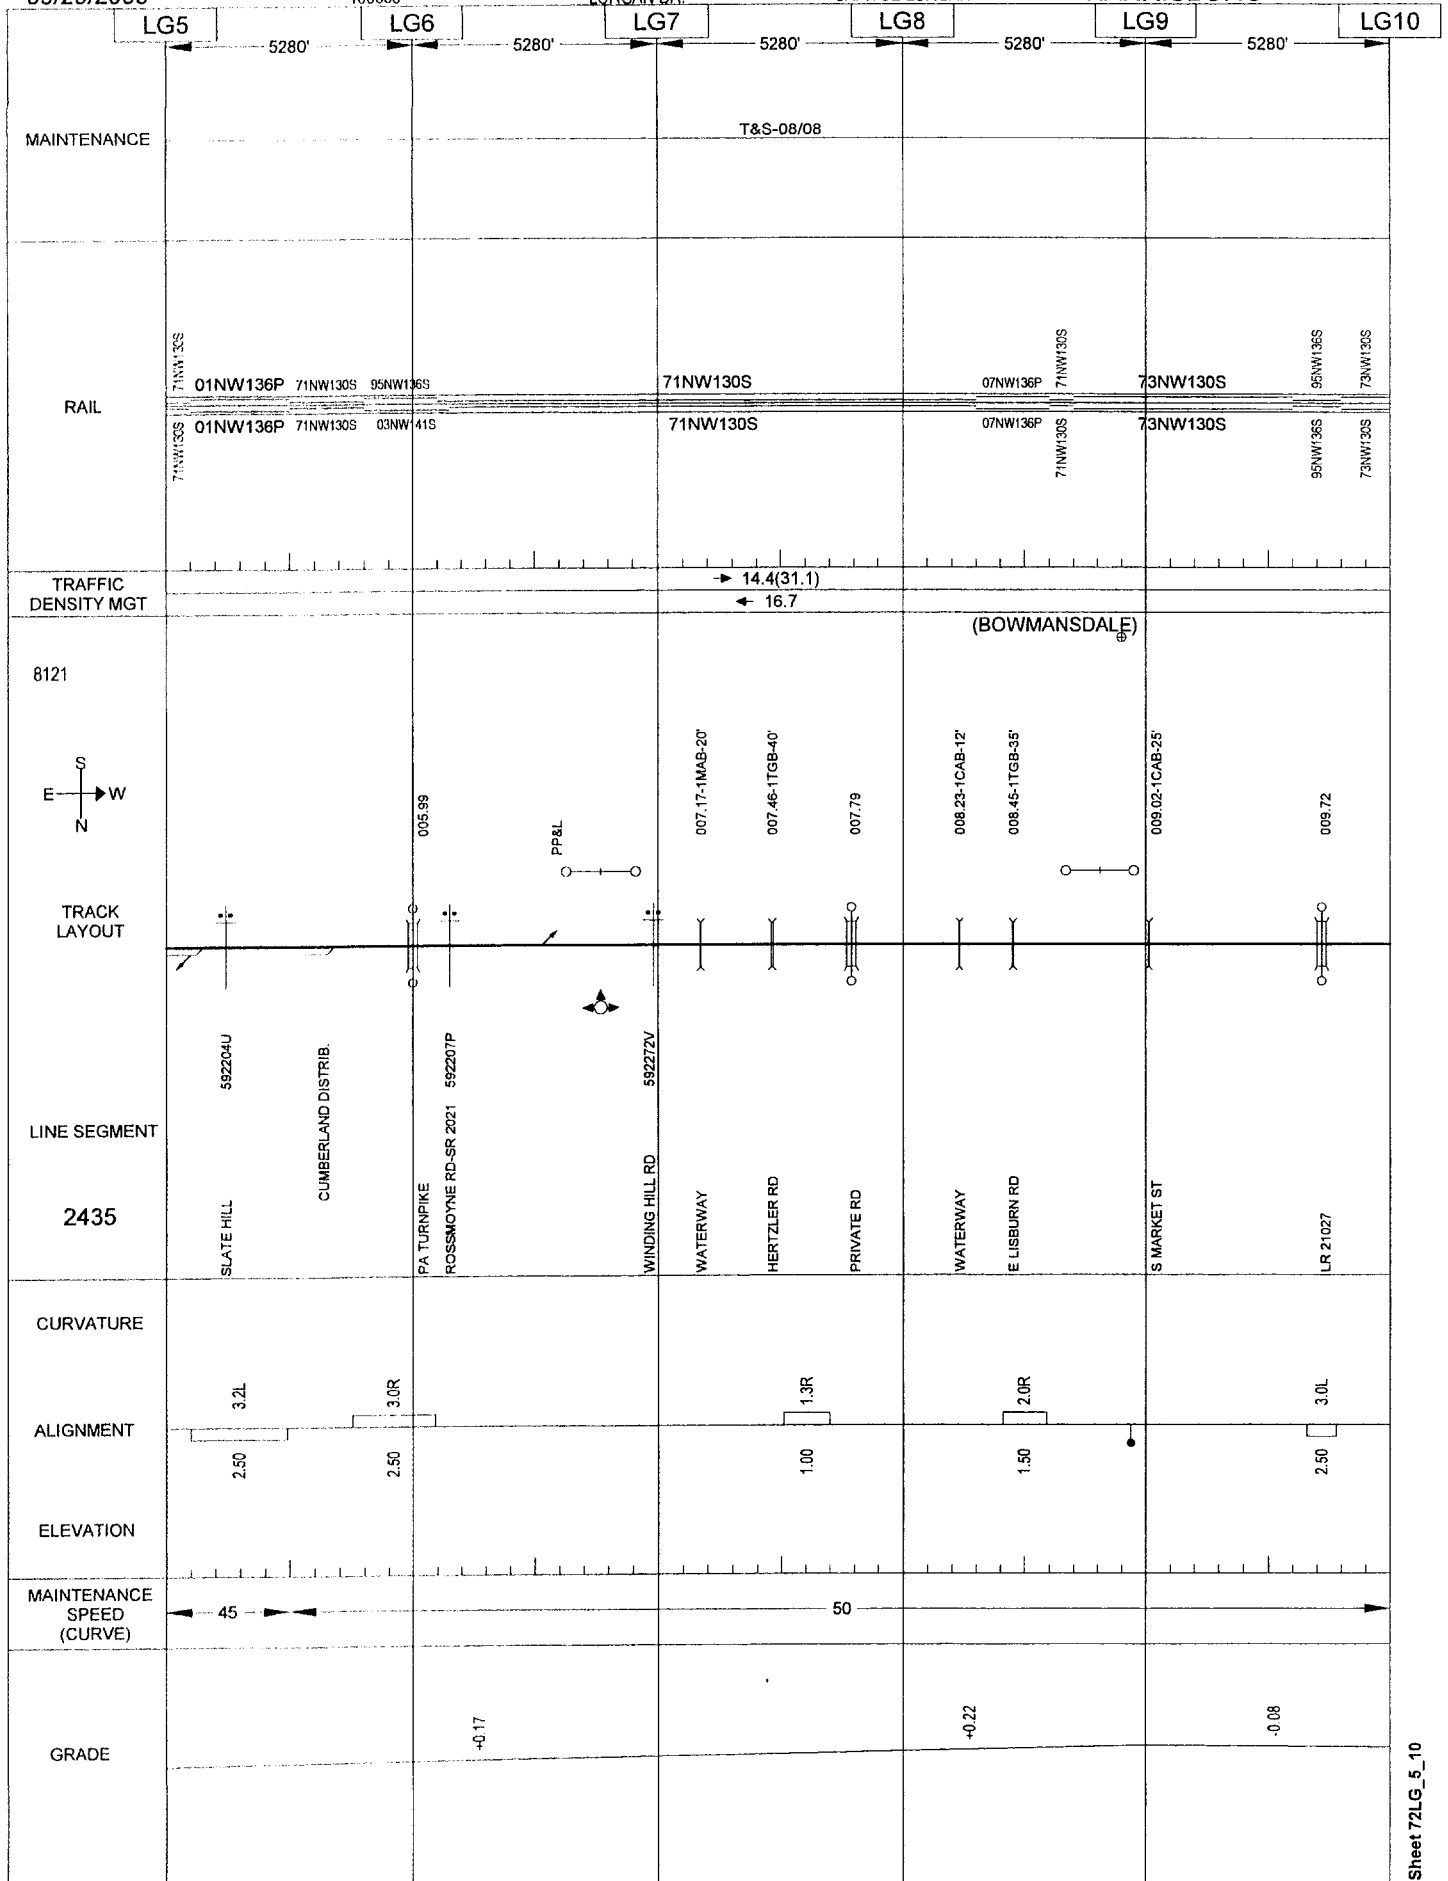 LG5 LG6 LG7 LG8 LG9 LG10
5280' 5280' 5280' 5280' 5280'
MAINTENANCE
T&S-08/08
RAIL
71NW130S 01NW136P 71NW130S 95NW136S 71NW130S 07NW136P 71NW130S 73NW130S 95NW136S 73NW130S
71NW130S 01NW136P 71NW130S 03NW141S 71NW130S 07NW136P 71NW130S 73NW130S 95NW136S 73NW130S
TRAFFIC
DENSITY MGT
14.4(31.1)
16.7
(BOWMANSDALE)
8121
S
E W
N
005.99
PP&L
007.17-1MAB-20'
007.46-1TGB-40'
007.79
008.23-1CAB-12'
008.45-1TGB-35'
009.02-1CAB-25'
009.72
TRACK
LAYOUT
LINE SEGMENT
2435
SLATE HILL 592204U
CUMBERLAND DISTRIB.
PA TURNPIKE
ROSSMOYNE RD-SR 2021 592207P
WINDING HILL RD 592272V
WATERWAY
HERTZLER RD
PRIVATE RD
WATERWAY
E LISBURN RD
S MARKET ST
LR 21027
CURVATURE
3.2L 3.0R 1.3R 2.0R 3.0L
ALIGNMENT
2.50 2.50 1.00 1.50 2.50
ELEVATION
MAINTENANCE
SPEED
(CURVE)
45 50
GRADE
+0.17 +0.22 -0.08
Sheet 72LG_5_10